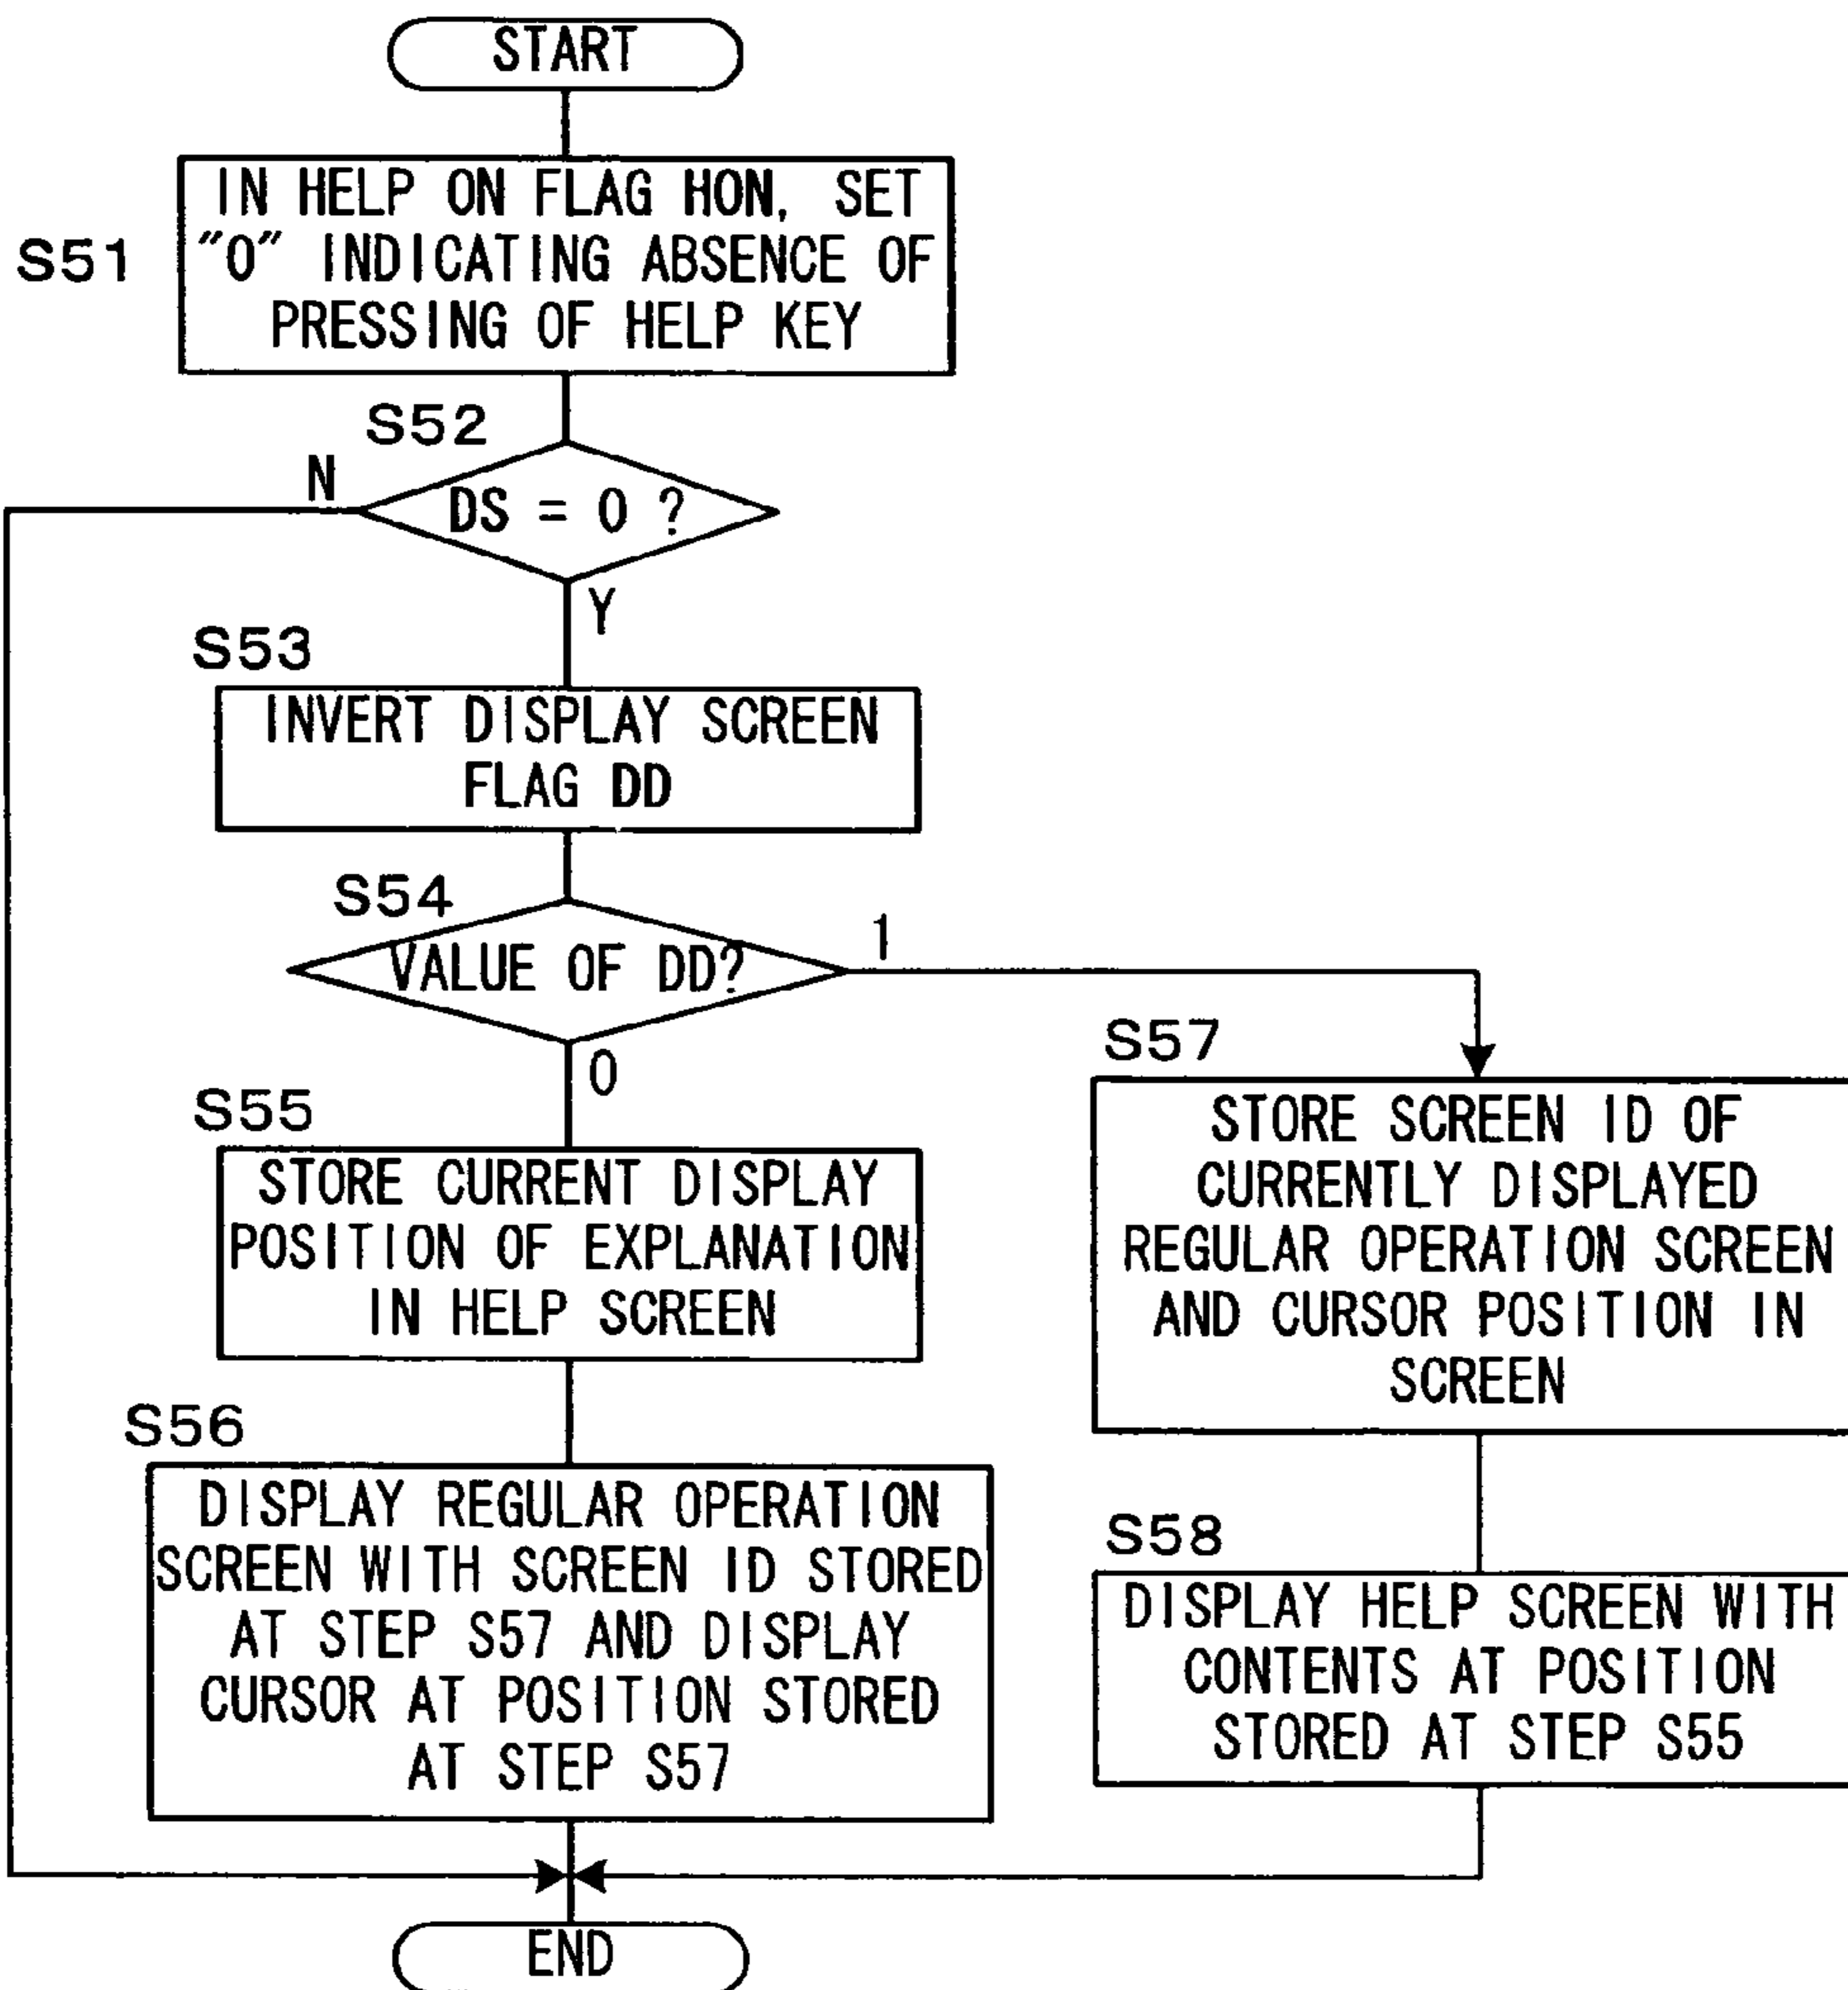 START
S51
IN HELP ON FLAG HON, SET
"0" INDICATING ABSENCE OF
PRESSING OF HELP KEY
S52
N
DS = 0 ?
Y
S53
INVERT DISPLAY SCREEN
FLAG DD
S54
VALUE OF DD?
1
0
S55
STORE CURRENT DISPLAY
POSITION OF EXPLANATION
IN HELP SCREEN
S56
DISPLAY REGULAR OPERATION
SCREEN WITH SCREEN ID STORED
AT STEP S57 AND DISPLAY
CURSOR AT POSITION STORED
AT STEP S57
S57
STORE SCREEN ID OF
CURRENTLY DISPLAYED
REGULAR OPERATION SCREEN
AND CURSOR POSITION IN
SCREEN
S58
DISPLAY HELP SCREEN WITH
CONTENTS AT POSITION
STORED AT STEP S55
END